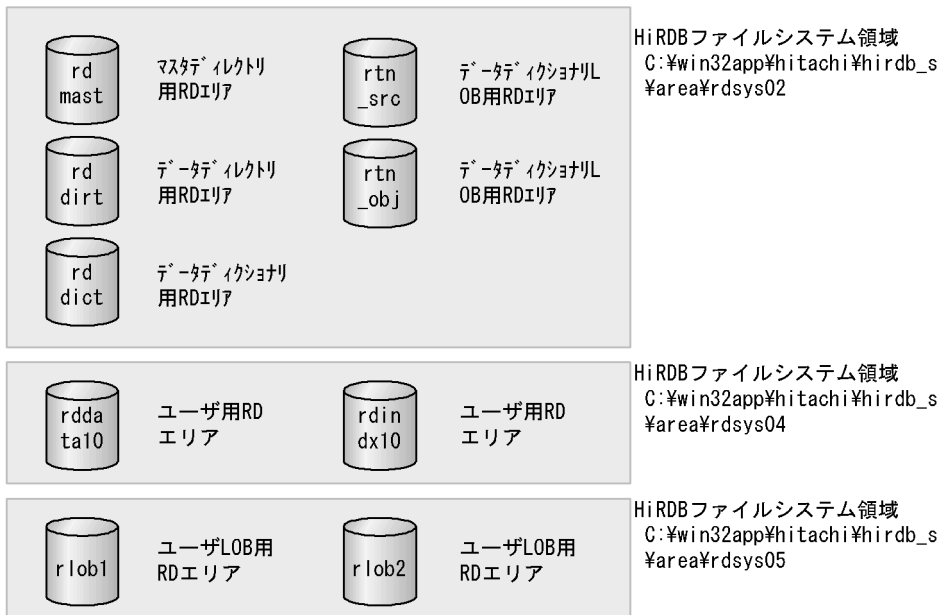 rd
mast
ﾏｽﾀﾃﾞｨﾚｸﾄﾘ
用RDｴﾘｱ
rtn
_src
ﾃﾞｰﾀﾃﾞｨｸｼｮﾅﾘL
OB用RDｴﾘｱ
HiRDBファイルシステム領域
C:¥win32app¥hitachi¥hirdb_s
¥area¥rdsys02
rd
dirt
ﾃﾞｰﾀﾃﾞｨﾚｸﾄﾘ
用RDｴﾘｱ
rtn
_obj
ﾃﾞｰﾀﾃﾞｨｸｼｮﾅﾘL
OB用RDｴﾘｱ
rd
dict
ﾃﾞｰﾀﾃﾞｨｸｼｮﾅﾘ
用RDｴﾘｱ
rdda
ta10
ユーザ用RD
エリア
rdin
dx10
ユーザ用RD
エリア
HiRDBファイルシステム領域
C:¥win32app¥hitachi¥hirdb_s
¥area¥rdsys04
rlob1
ユーザLOB用
RDエリア
rlob2
ユーザLOB用
RDエリア
HiRDBファイルシステム領域
C:¥win32app¥hitachi¥hirdb_s
¥area¥rdsys05